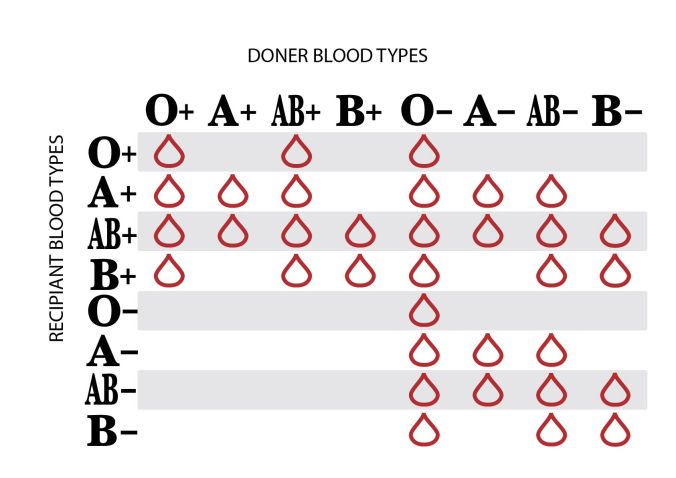 DONER BLOOD TYPES
O+ A+ AB+ B+ O- A- AB- B-
RECIPIANT BLOOD TYPES
O+
A+
AB+
B+
O-
A-
AB-
B-